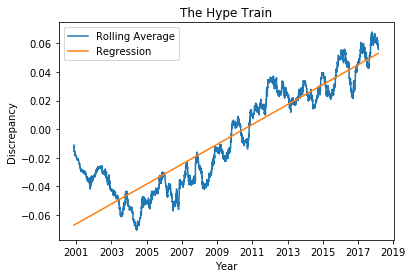 The Hype Train
Rolling Average
Regression
0.06
0.04
0.02
0.00
−0.02
−0.04
−0.06
Discrepancy
2001 2003 2005 2007 2009 2011 2013 2015 2017 2019
Year